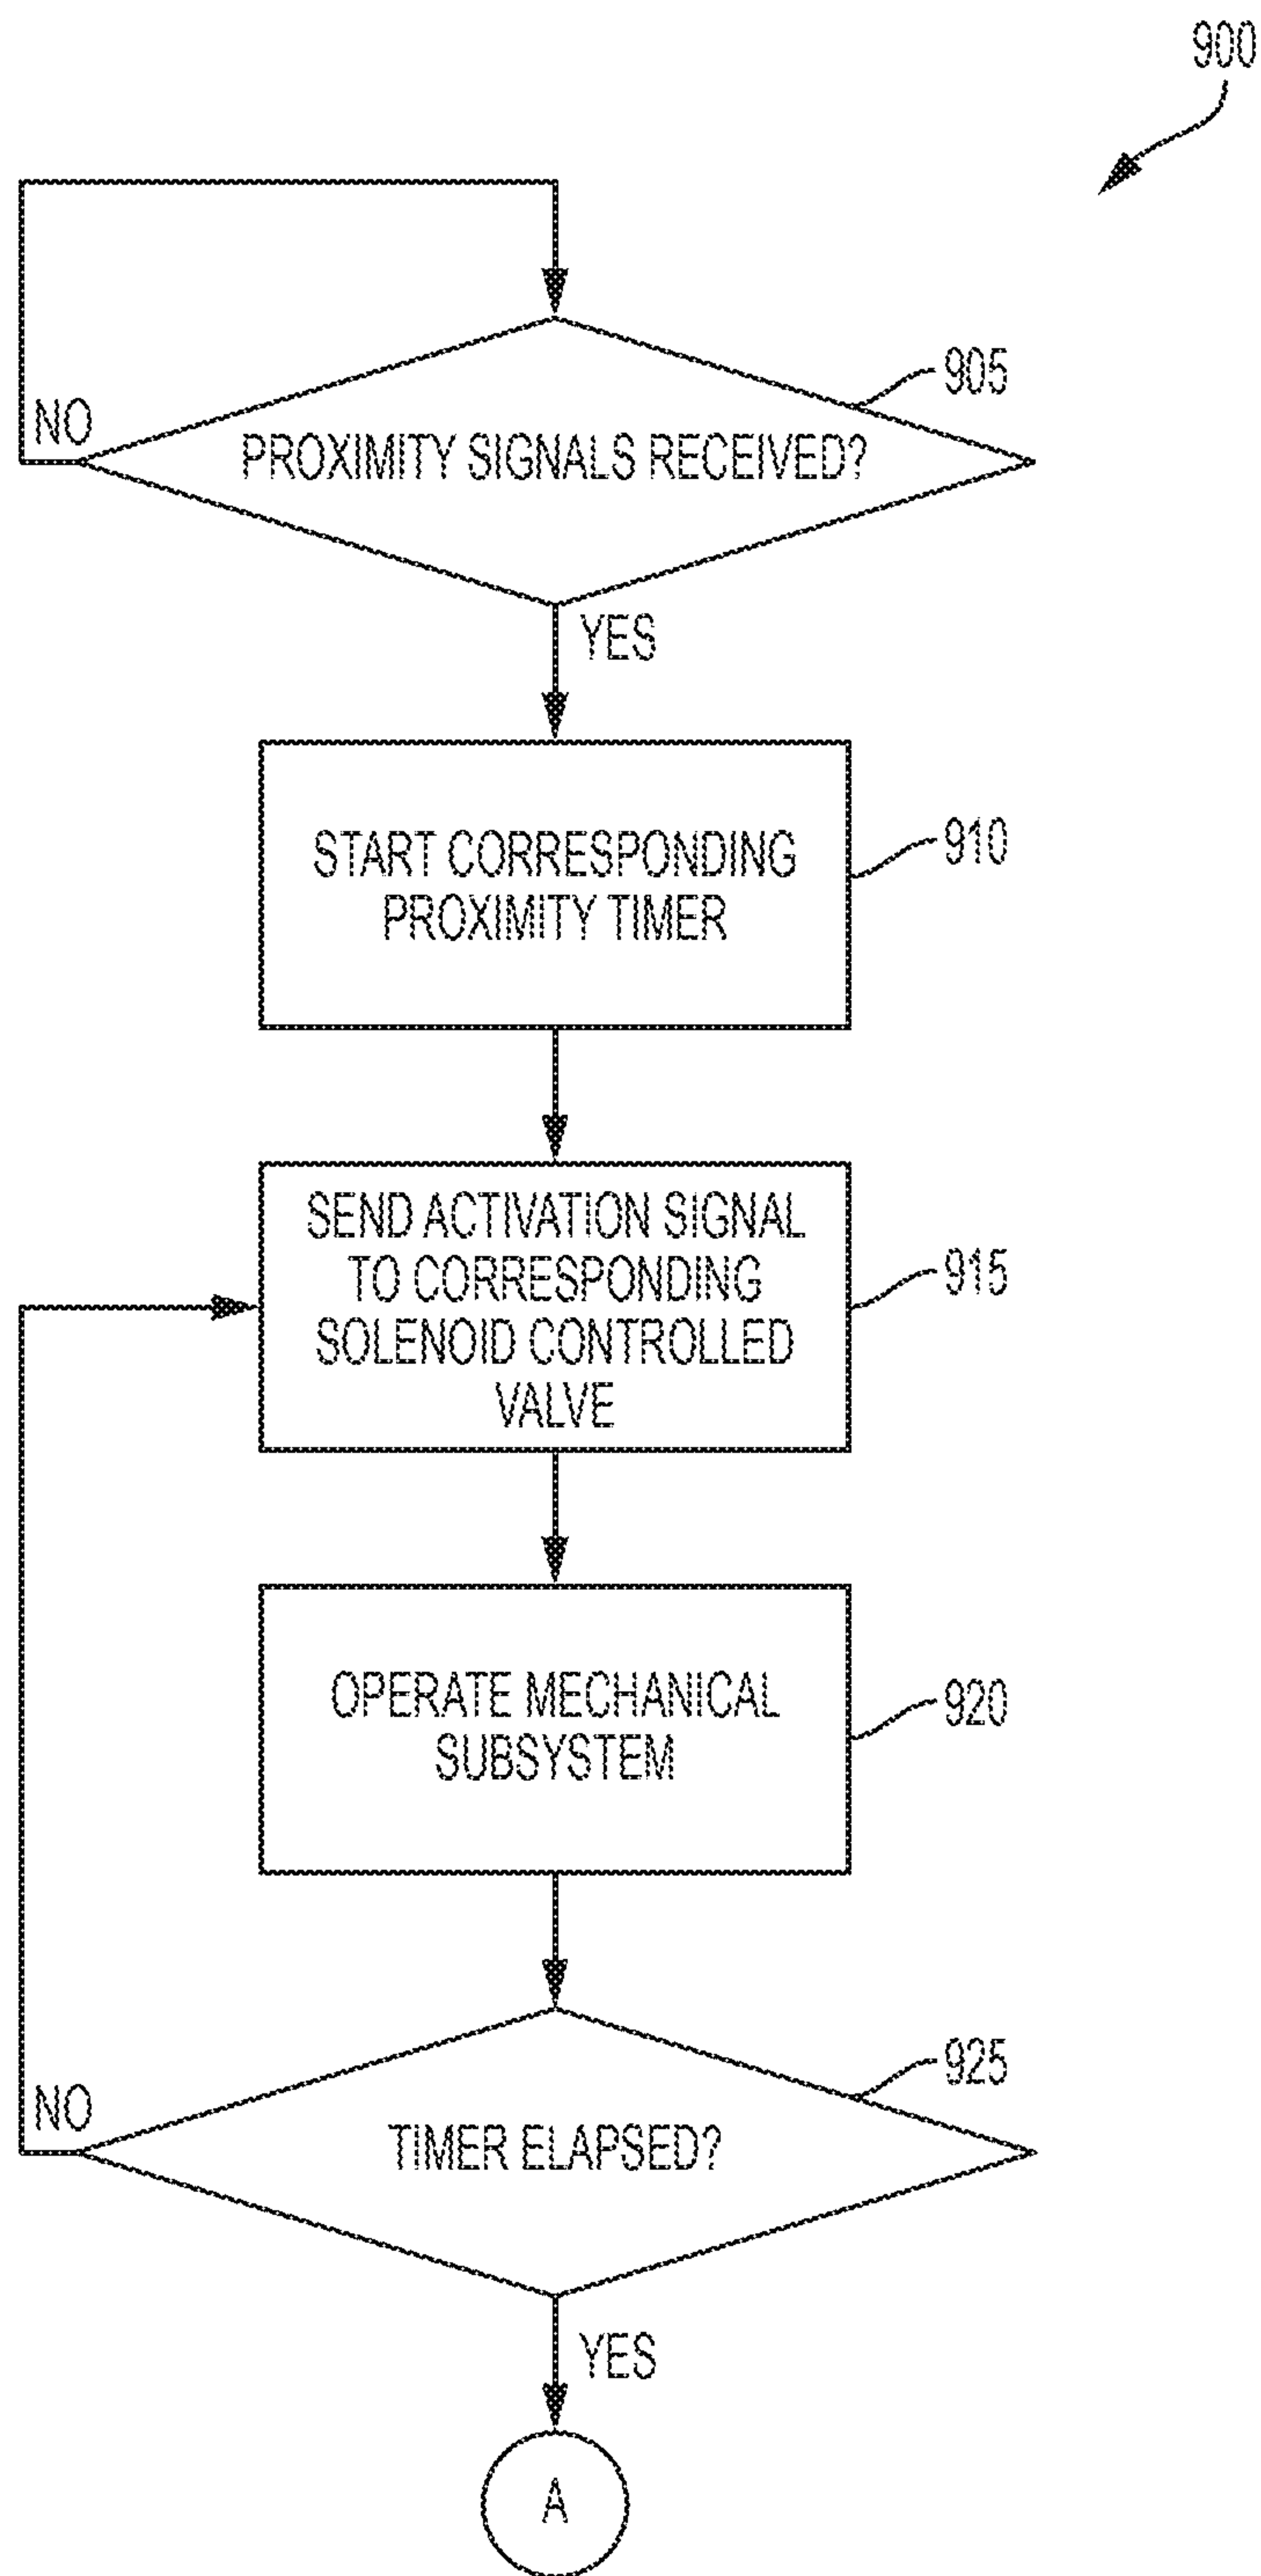 900
905
NO
PROXIMITY SIGNALS RECEIVED?
YES
START CORRESPONDING
PROXIMITY TIMER
910
SEND ACTIVATION SIGNAL
TO CORRESPONDING
SOLENOID CONTROLLED
VALVE
915
OPERATE MECHANICAL
SUBSYSTEM
920
925
NO
TIMER ELAPSED?
YES
A